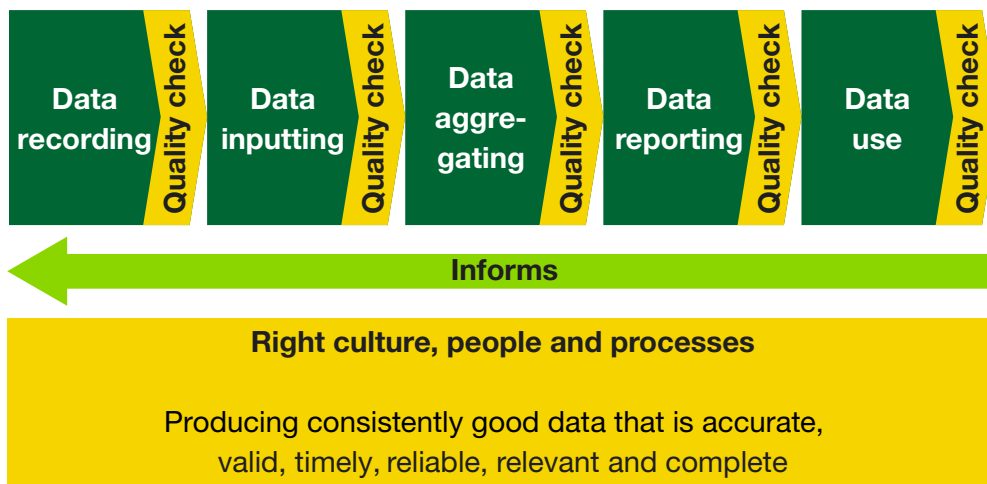 Data
recording
Quality check
Data
inputting
Quality check
Data
aggre-
gating
Quality check
Data
reporting
Quality check
Data
use
Quality check
Informs
Right culture, people and processes
Producing consistently good data that is accurate,
valid, timely, reliable, relevant and complete